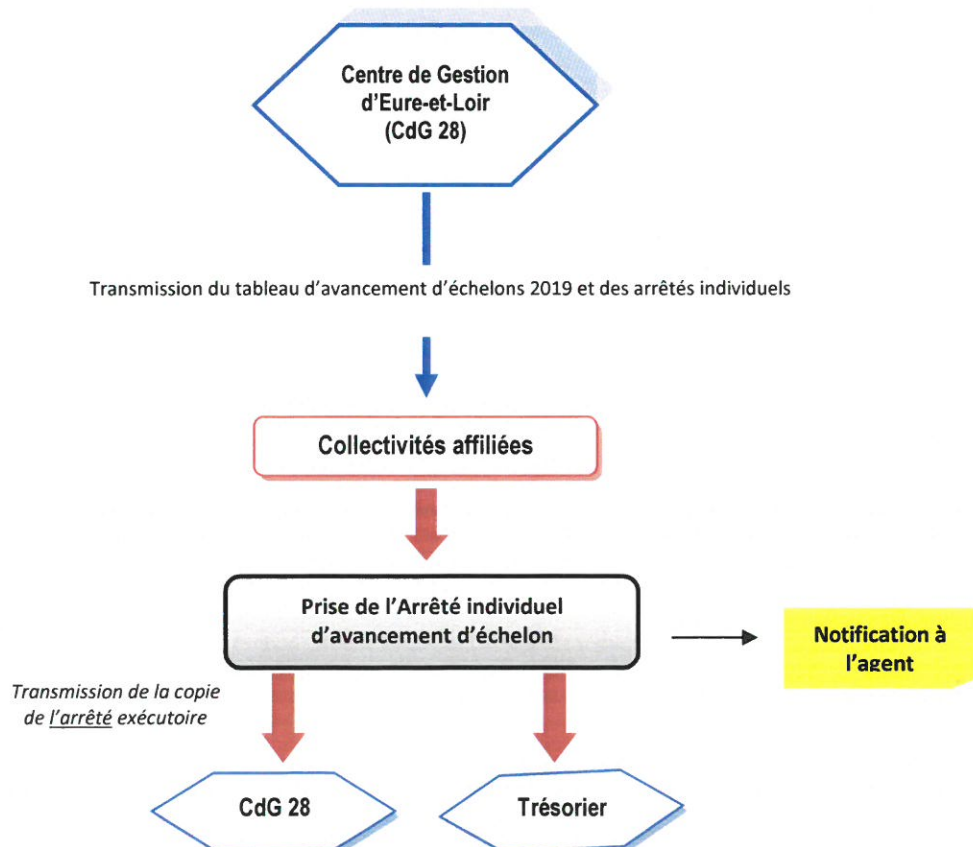 Centre de Gestion
d'Eure-et-Loir
(CdG 28)
Transmission du tableau d'avancement d'échelons 2019 et des arrêtés individuels
Collectivités affiliées
Prise de l'Arrêté individuel
d'avancement d'échelon
Notification à
l'agent
Transmission de la copie
de l'arrêté exécutoire
CdG 28
Trésorier